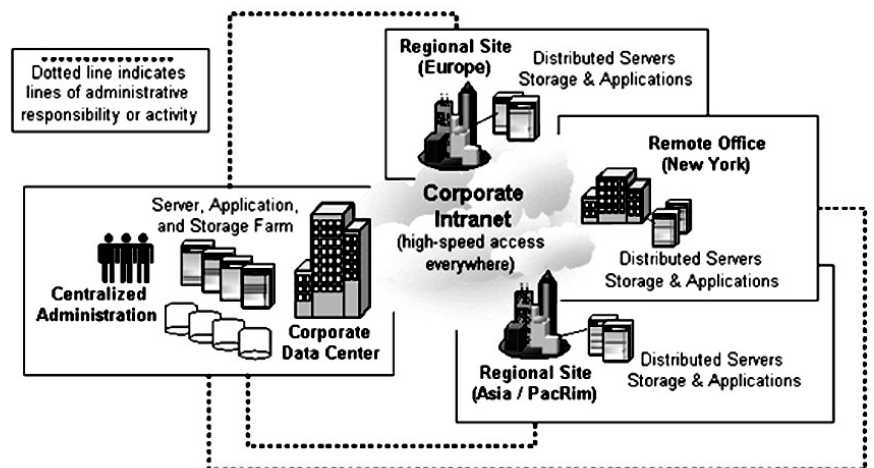 Dotted line indicates
lines of administrative
responsibility or activity
Regional Site
(Europe)
Distributed Servers
Storage & Applications
Remote Office
(New York)
Distributed Servers
Storage & Applications
Corporate
Intranet
(high-speed access
everywhere)
Server, Application,
and Storage Farm
Centralized
Administration
Corporate
Data Center
Regional Site
(Asia / PacRim)
Distributed Servers
Storage & Applications